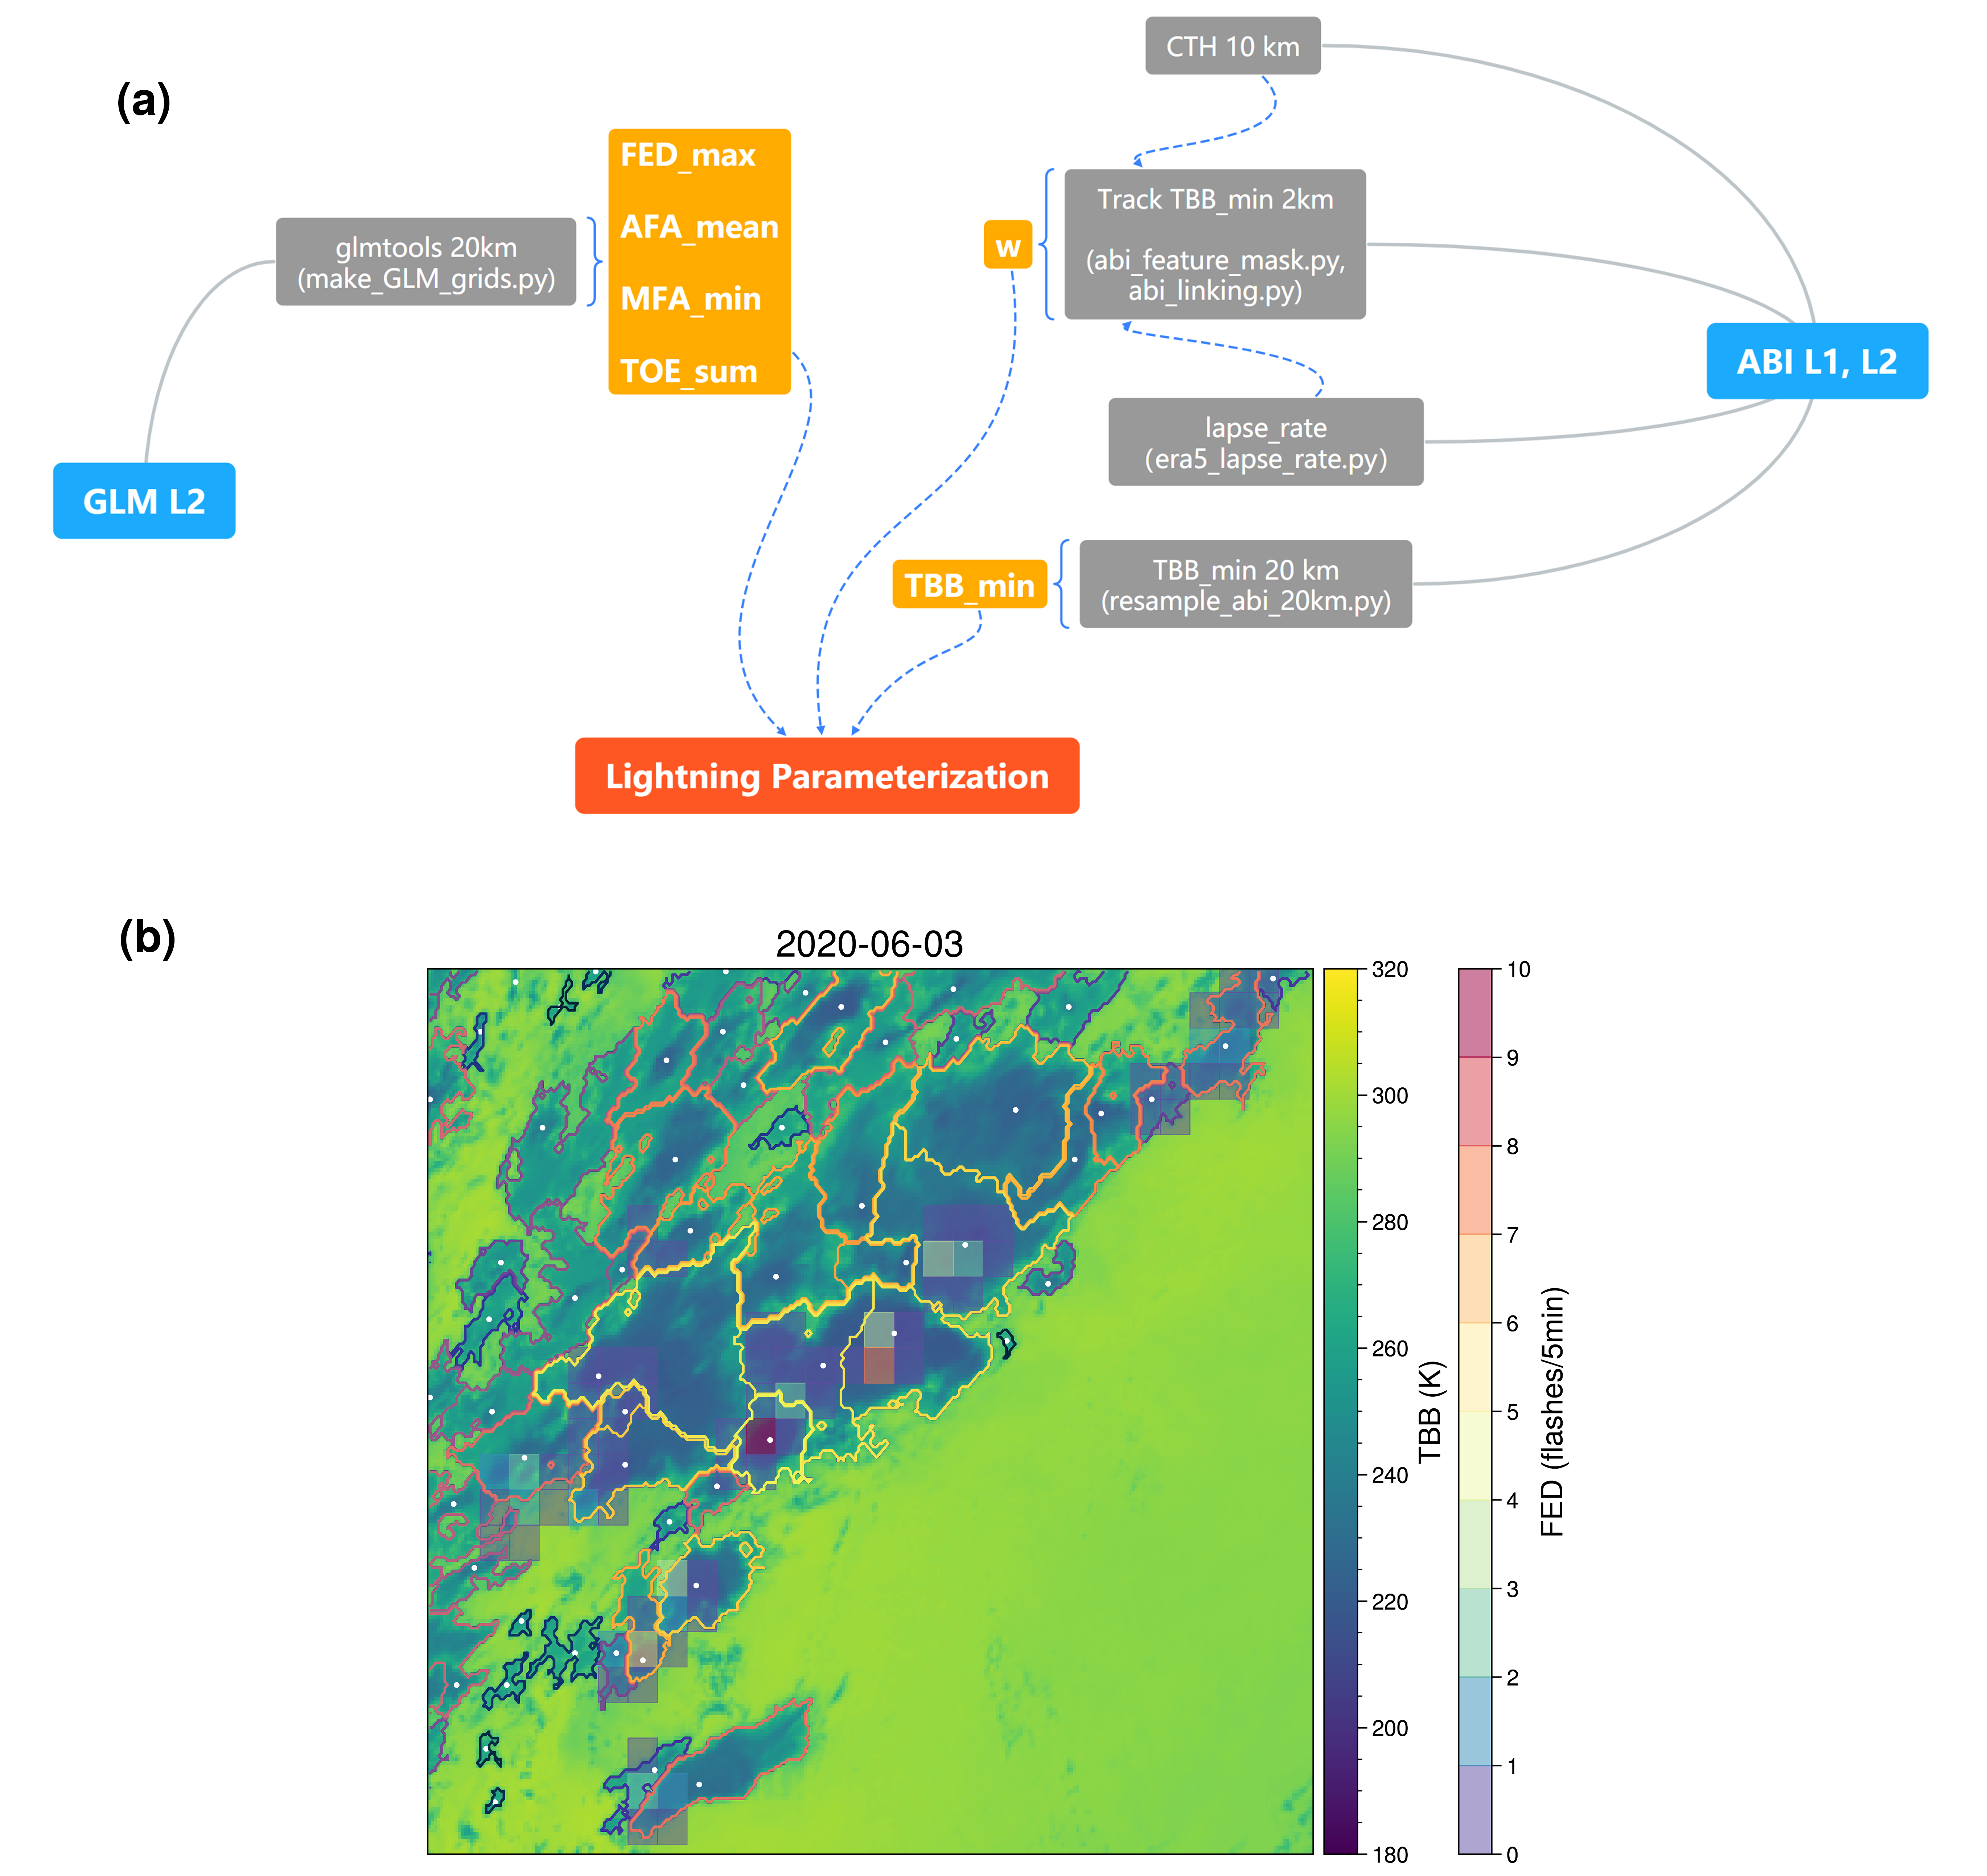 (a)
CTH 10 km
FED_max
AFA_mean
MFA_min
TOE_sum
glmtools 20km
(make_GLM_grids.py)
w
Track TBB_min 2km
(abi_feature_mask.py,
abi_linking.py)
ABI L1, L2
lapse_rate
(era5_lapse_rate.py)
GLM L2
TBB_min
TBB_min 20 km
(resample_abi_20km.py)
Lightning Parameterization
(b)
2020-06-03
320
300
280
260
240
220
200
180
TBB (K)
10
9
8
7
6
5
4
3
2
1
0
FED (flashes/5min)